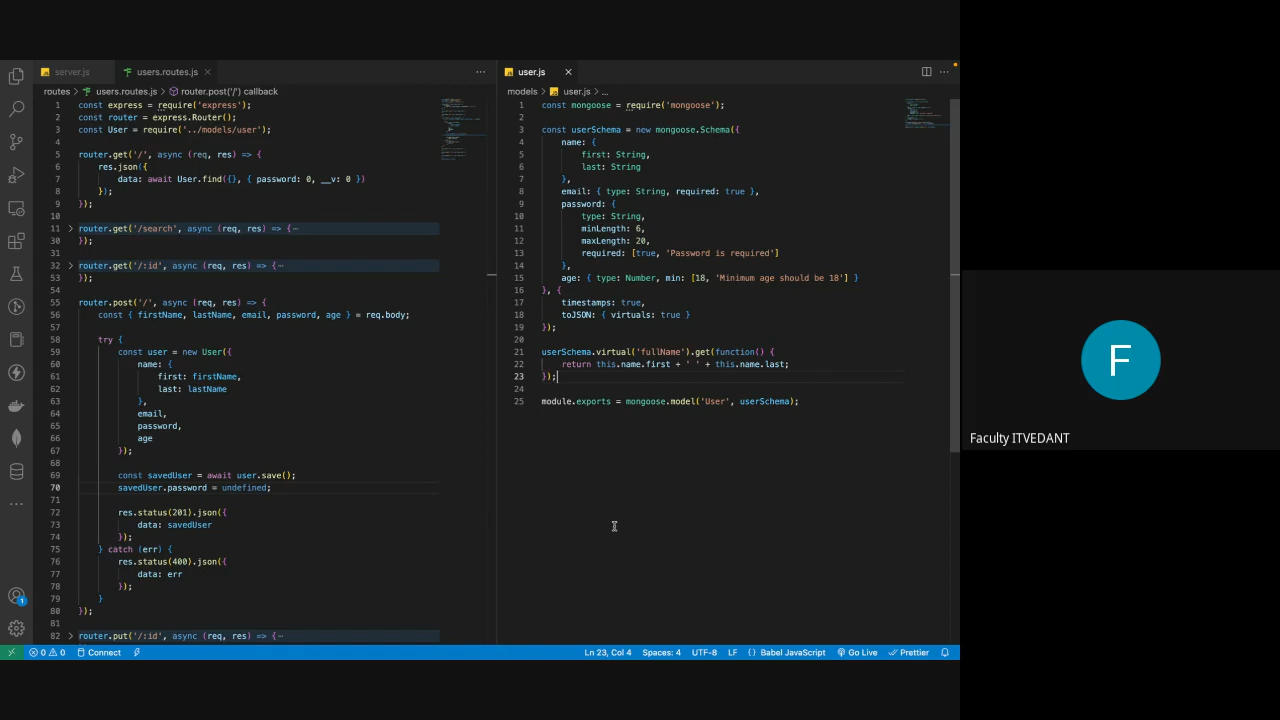 server.js
users.routes.js
routes > users.routes.js > router.post('/') callback
1 const express = require('express');
2 const router = express.Router();
3 const User = require('../models/user');
4
5 router.get('/', async (req, res) => {
6 res.json({
7 data: await User.find({}, { password: 0, __v: 0 })
8 });
9 });
10
11 router.get('/search', async (req, res) => {
30 });
31
32 router.get('/:id', async (req, res) => {
53 });
54
55 router.post('/', async (req, res) => {
56 const { firstName, lastName, email, password, age } = req.body;
57
58 try {
59 const user = new User({
60 name: {
61 first: firstName,
62 last: lastName
63 },
64 email,
65 password,
66 age
67 });
68
69 const savedUser = await user.save();
70 savedUser.password = undefined;
71
72 res.status(201).json({
73 data: savedUser
74 });
75 } catch (err) {
76 res.status(400).json({
77 data: err
78 });
79 }
80 });
81
82 router.put('/:id', async (req, res) => {
user.js
models > user.js > ...
1 const mongoose = require('mongoose');
2
3 const userSchema = new mongoose.Schema({
4 name: {
5 first: String,
6 last: String
7 },
8 email: { type: String, required: true },
9 password: {
10 type: String,
11 minLength: 6,
12 maxLength: 20,
13 required: [true, 'Password is required']
14 },
15 age: { type: Number, min: [18, 'Minimum age should be 18'] }
16 }, {
17 timestamps: true,
18 toJSON: { virtuals: true }
19 });
20
21 userSchema.virtual('fullName').get(function() {
22 return this.name.first + ' ' + this.name.last;
23 });
24
25 module.exports = mongoose.model('User', userSchema);
1
0 0 Connect Ln 23, Col 4 Spaces: 4 UTF-8 LF Babel JavaScript Go Live Prettier
F
Faculty ITVEDANT